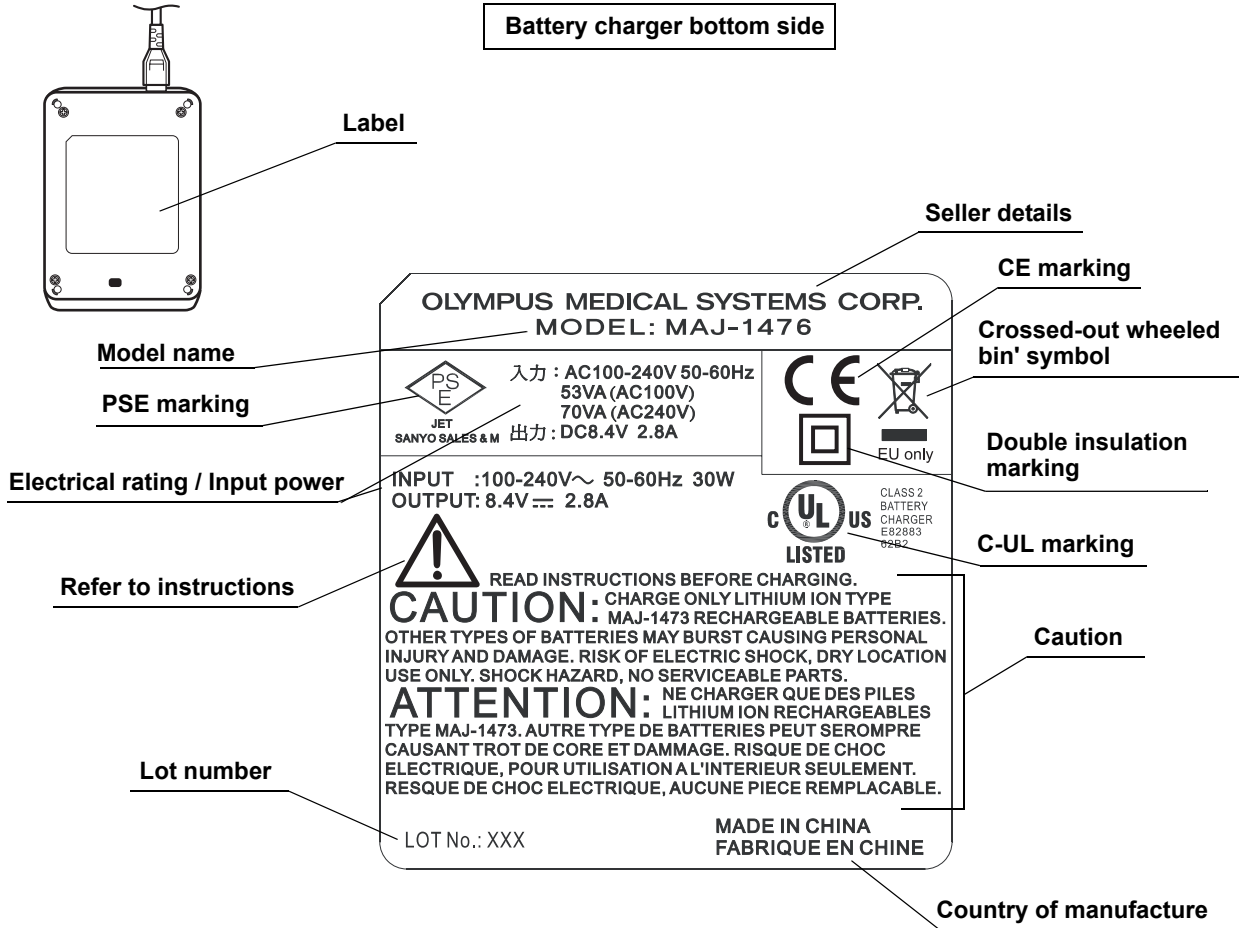 Battery charger bottom side
Label
Seller details
CE marking
Crossed-out wheeled
bin' symbol
Double insulation
marking
C-UL marking
Caution
Country of manufacture
Model name
PSE marking
Electrical rating / Input power
Refer to instructions
Lot number
OLYMPUS MEDICAL SYSTEMS CORP.
MODEL: MAJ-1476
PS
E
JET
SANYO SALES & M
入力：AC100-240V 50-60Hz
53VA (AC100V)
70VA (AC240V)
出力：DC8.4V 2.8A
CE
EU only
INPUT :100-240V～ 50-60Hz 30W
OUTPUT: 8.4V⎓ 2.8A
C UL US
LISTED
CLASS 2
BATTERY
CHARGER
E82883
62B2
READ INSTRUCTIONS BEFORE CHARGING.
CAUTION: CHARGE ONLY LITHIUM ION TYPE
MAJ-1473 RECHARGEABLE BATTERIES.
OTHER TYPES OF BATTERIES MAY BURST CAUSING PERSONAL
INJURY AND DAMAGE. RISK OF ELECTRIC SHOCK, DRY LOCATION
USE ONLY. SHOCK HAZARD, NO SERVICEABLE PARTS.
ATTENTION: NE CHARGER QUE DES PILES
LITHIUM ION RECHARGEABLES
TYPE MAJ-1473. AUTRE TYPE DE BATTERIES PEUT SEROMPRE
CAUSANT TROT DE CORE ET DAMMAGE. RISQUE DE CHOC
ELECTRIQUE, POUR UTILISATION A L'INTERIEUR SEULEMENT.
RESQUE DE CHOC ELECTRIQUE, AUCUNE PIECE REMPLACABLE.
LOT No.: XXX
MADE IN CHINA
FABRIQUE EN CHINE